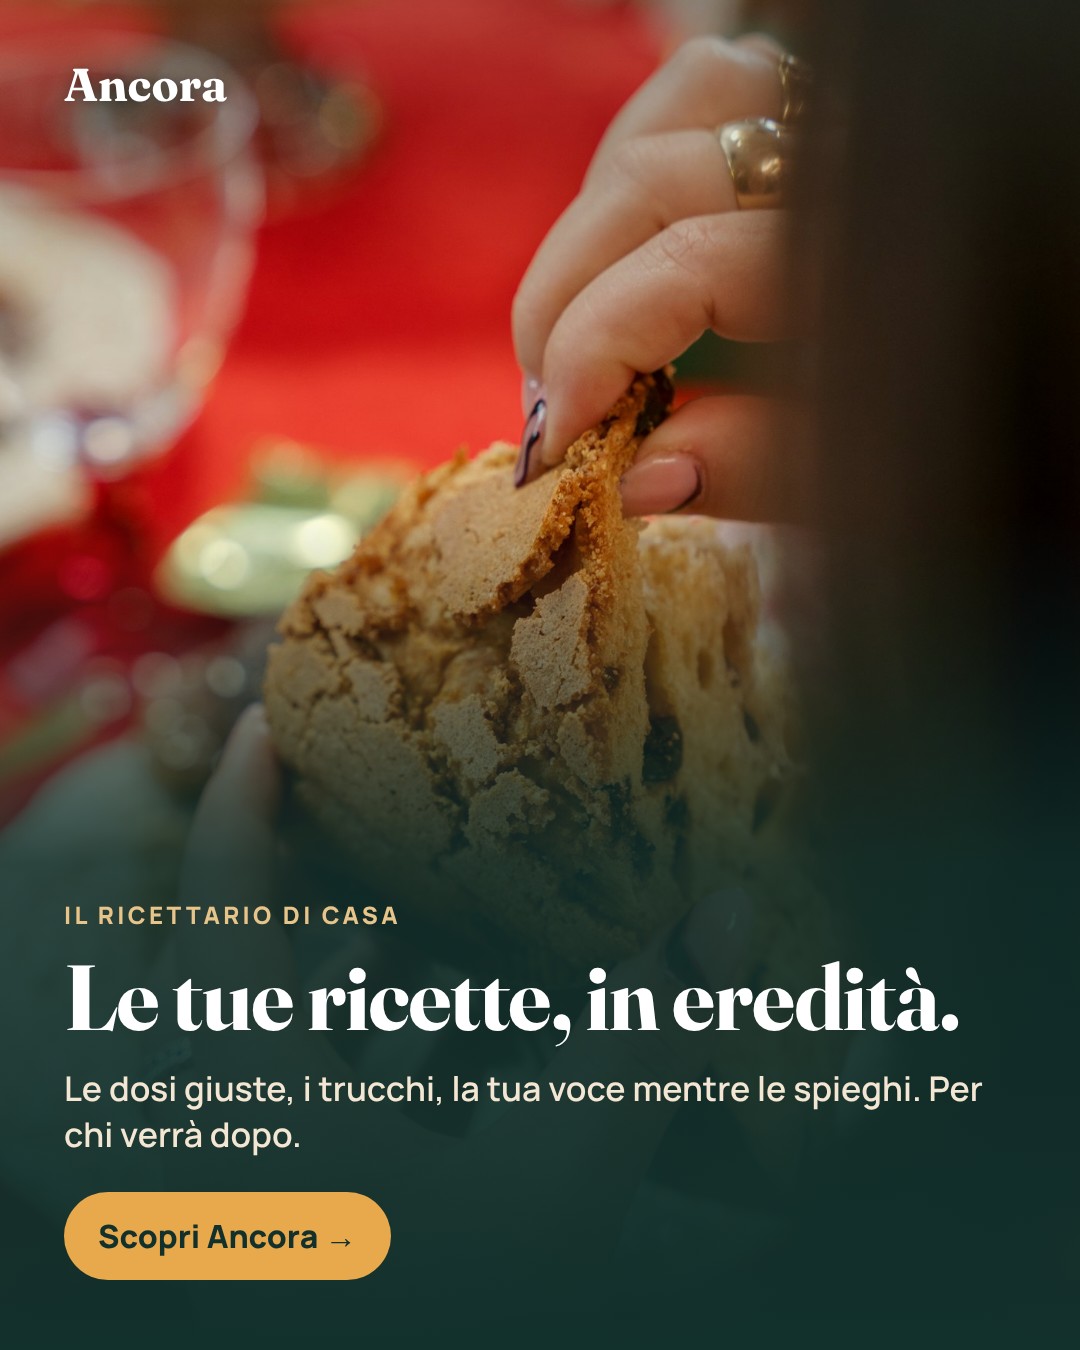 Ancora
IL RICETTARIO DI CASA
Le tue ricette, in eredità.
Le dosi giuste, i trucchi, la tua voce mentre le spieghi. Per
chi verrà dopo.
Scopri Ancora →